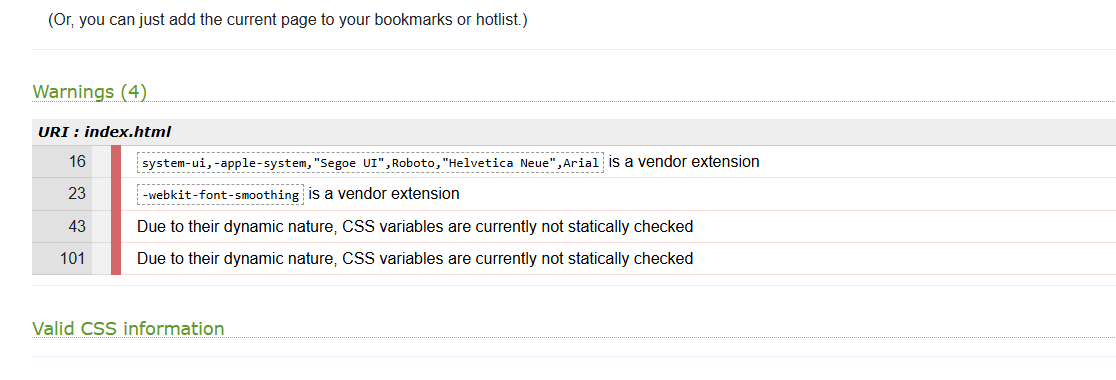 (Or, you can just add the current page to your bookmarks or hotlist.)
Warnings (4)
URI : index.html
16 system-ui,-apple-system,"Segoe UI",Roboto,"Helvetica Neue",Arial is a vendor extension
23 -webkit-font-smoothing is a vendor extension
43 Due to their dynamic nature, CSS variables are currently not statically checked
101 Due to their dynamic nature, CSS variables are currently not statically checked
Valid CSS information